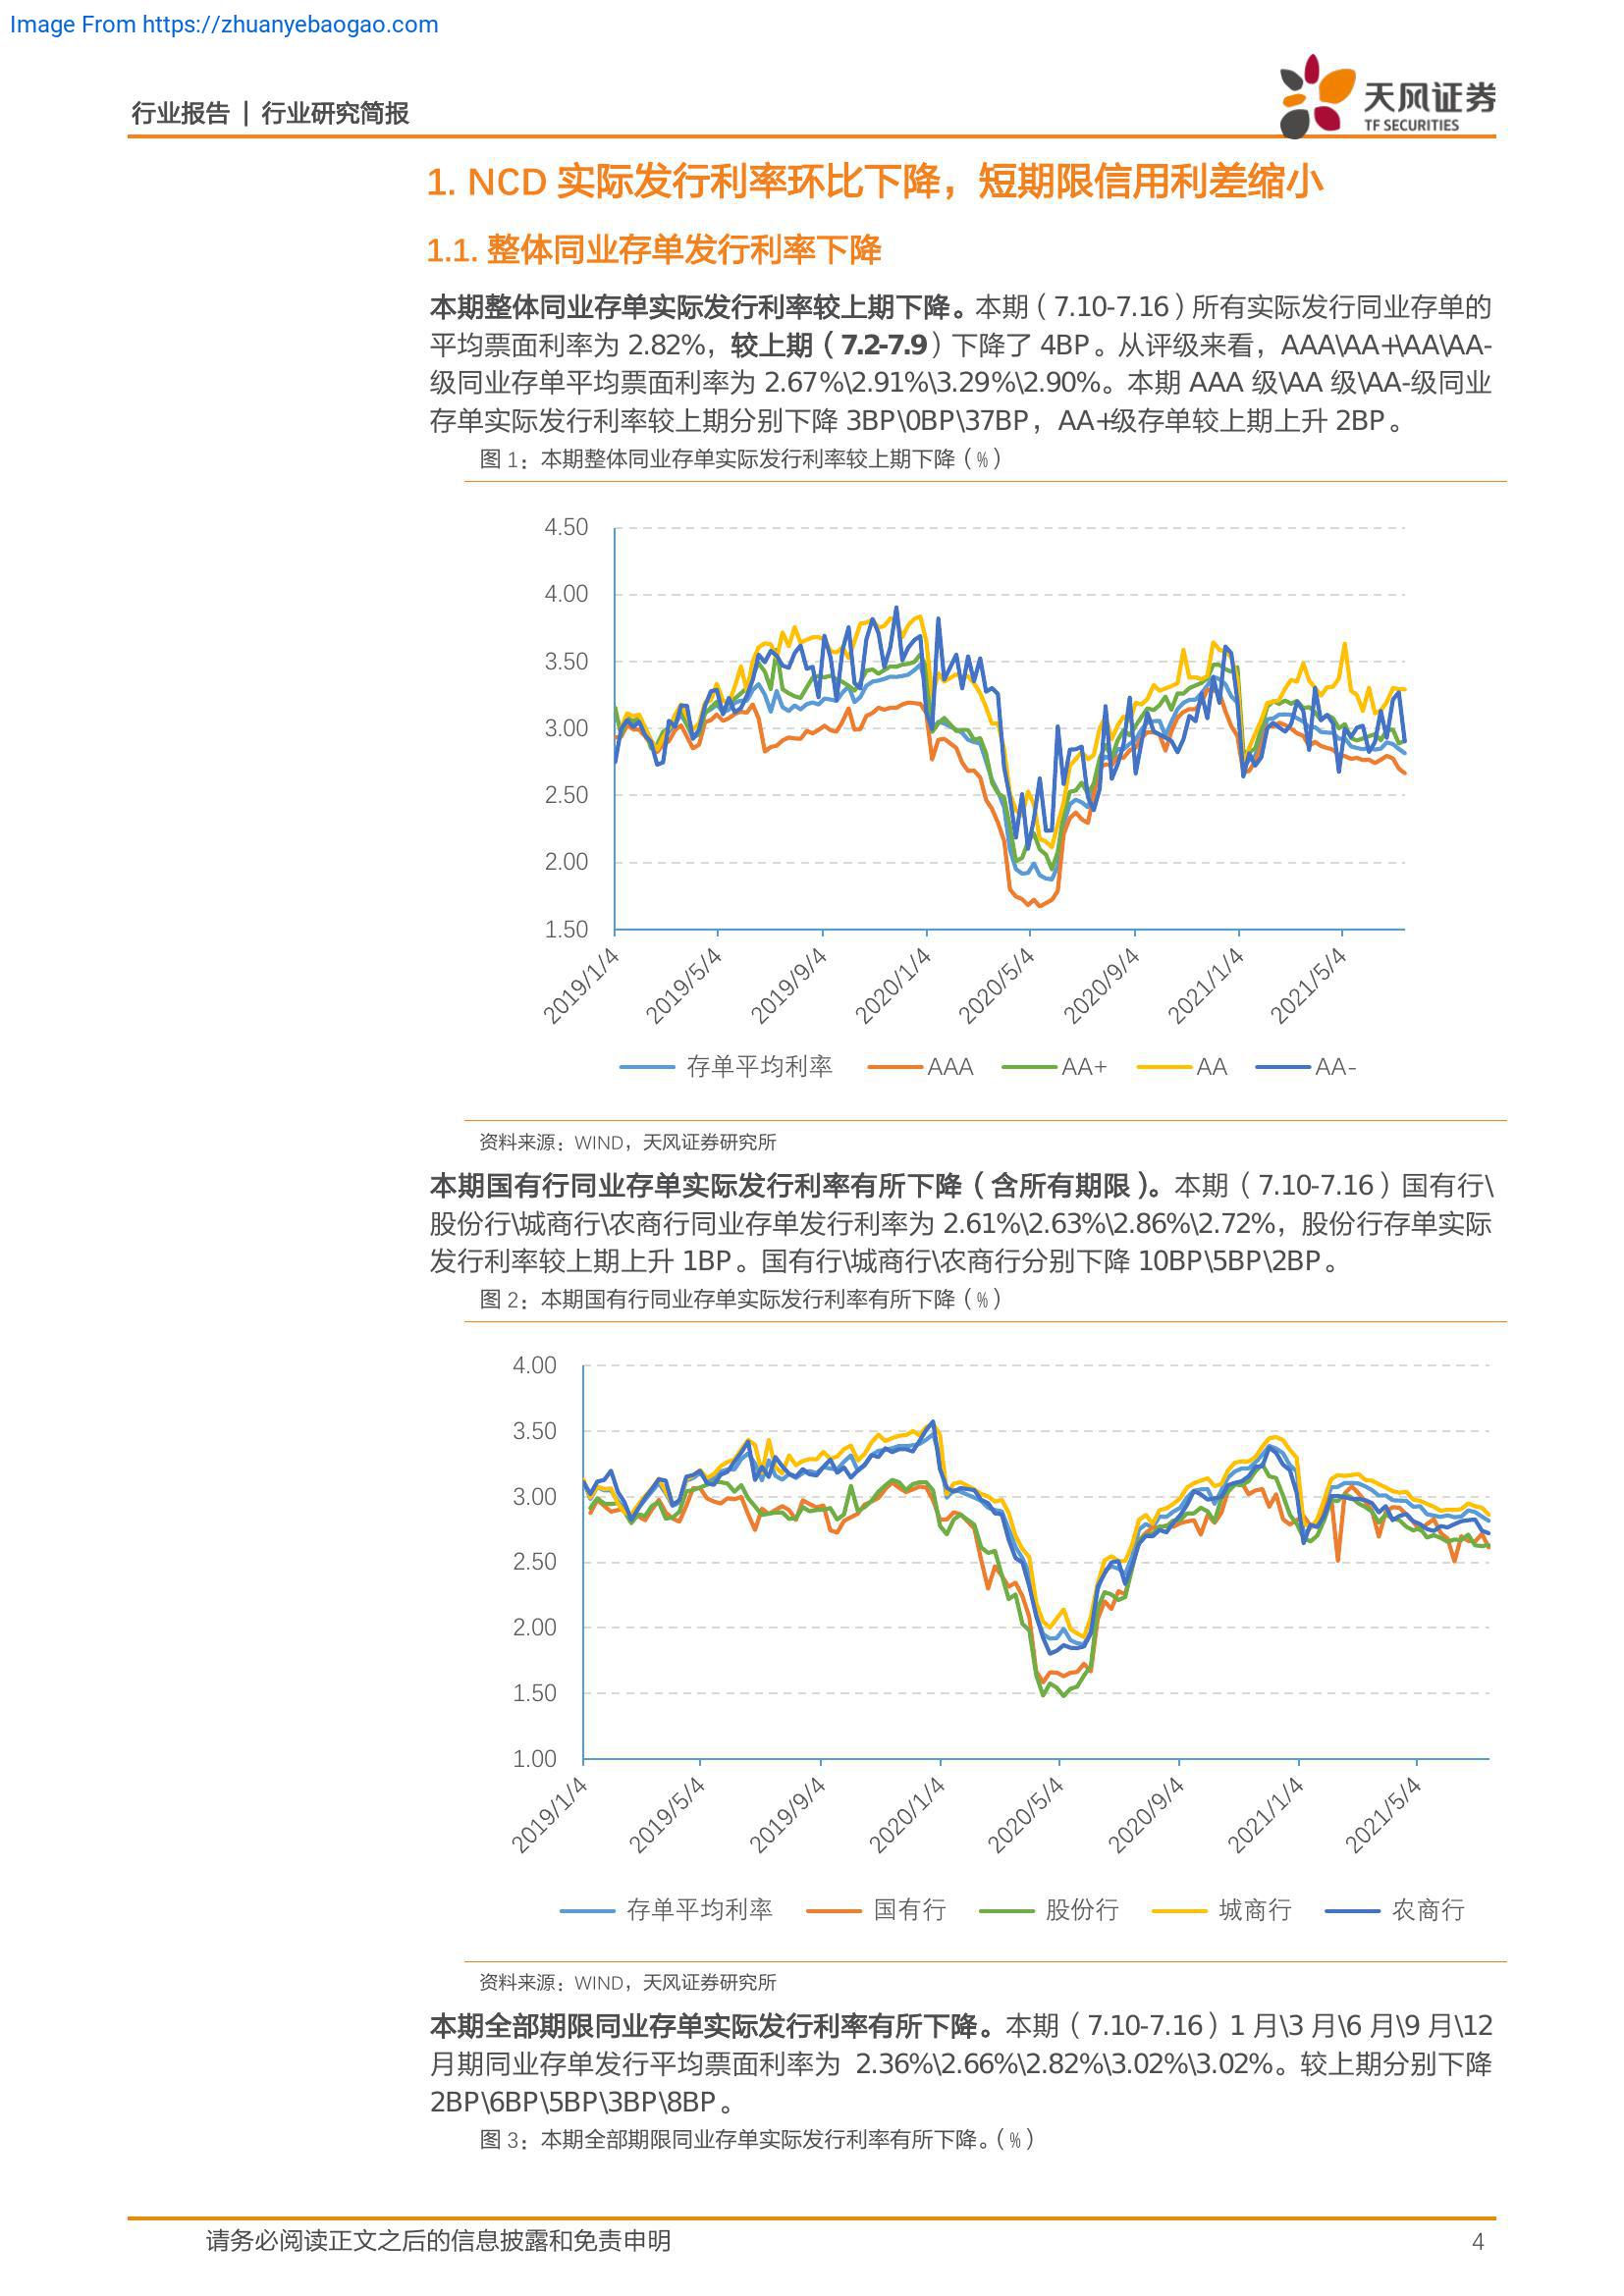 Image From https://zhuanyebaogao.com
行业报告 | 行业研究简报
天风证券
TF SECURITIES
1. NCD 实际发行利率环比下降，短期限信用利差缩小
1.1. 整体同业存单发行利率下降
本期整体同业存单实际发行利率较上期下降。本期（7.10-7.16）所有实际发行同业存单的
平均票面利率为 2.82%，较上期（7.2-7.9）下降了 4BP。从评级来看，AAA\AA+\AA\AA-
级同业存单平均票面利率为 2.67%\2.91%\3.29%\2.90%。本期 AAA 级\AA 级\AA-级同业
存单实际发行利率较上期分别下降 3BP\0BP\37BP，AA+级存单较上期上升 2BP。
图 1：本期整体同业存单实际发行利率较上期下降（%）
4.50
4.00
3.50
3.00
2.50
2.00
1.50
2019/1/4 2019/5/4 2019/9/4 2020/1/4 2020/5/4 2020/9/4 2021/1/4 2021/5/4
存单平均利率 AAA AA+ AA AA-
资料来源：WIND，天风证券研究所
本期国有行同业存单实际发行利率有所下降（含所有期限）。本期（7.10-7.16）国有行\
股份行\城商行\农商行同业存单发行利率为 2.61%\2.63%\2.86%\2.72%，股份行存单实际
发行利率较上期上升 1BP。国有行\城商行\农商行分别下降 10BP\5BP\2BP。
图 2：本期国有行同业存单实际发行利率有所下降（%）
4.00
3.50
3.00
2.50
2.00
1.50
1.00
2019/1/4 2019/5/4 2019/9/4 2020/1/4 2020/5/4 2020/9/4 2021/1/4 2021/5/4
存单平均利率 国有行 股份行 城商行 农商行
资料来源：WIND，天风证券研究所
本期全部期限同业存单实际发行利率有所下降。本期（7.10-7.16）1 月\3 月\6 月\9 月\12
月期同业存单发行平均票面利率为 2.36%\2.66%\2.82%\3.02%\3.02%。较上期分别下降
2BP\6BP\5BP\3BP\8BP。
图 3：本期全部期限同业存单实际发行利率有所下降。（%）
请务必阅读正文之后的信息披露和免责申明 4